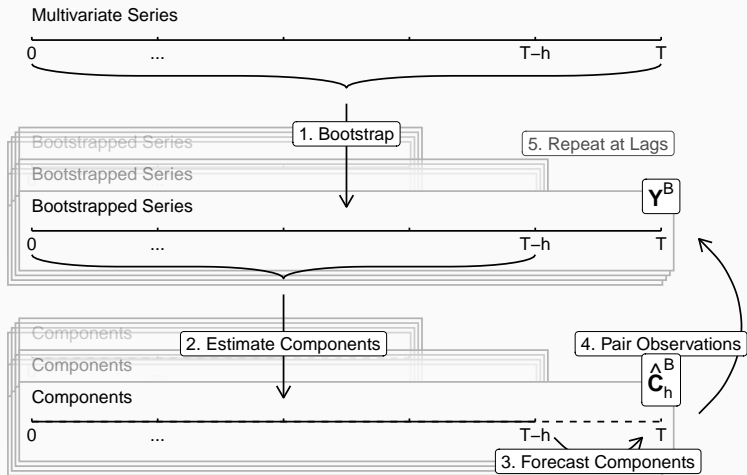 Multivariate Series
0 ... T−h T
1. Bootstrap
Bootstrapped Series
5. Repeat at Lags
Bootstrapped Series
Bootstrapped Series
Y^B
0 ... T−h T
Components
2. Estimate Components
4. Pair Observations
Components
Components
Ĉ_h^B
0 ... T−h T
3. Forecast Components